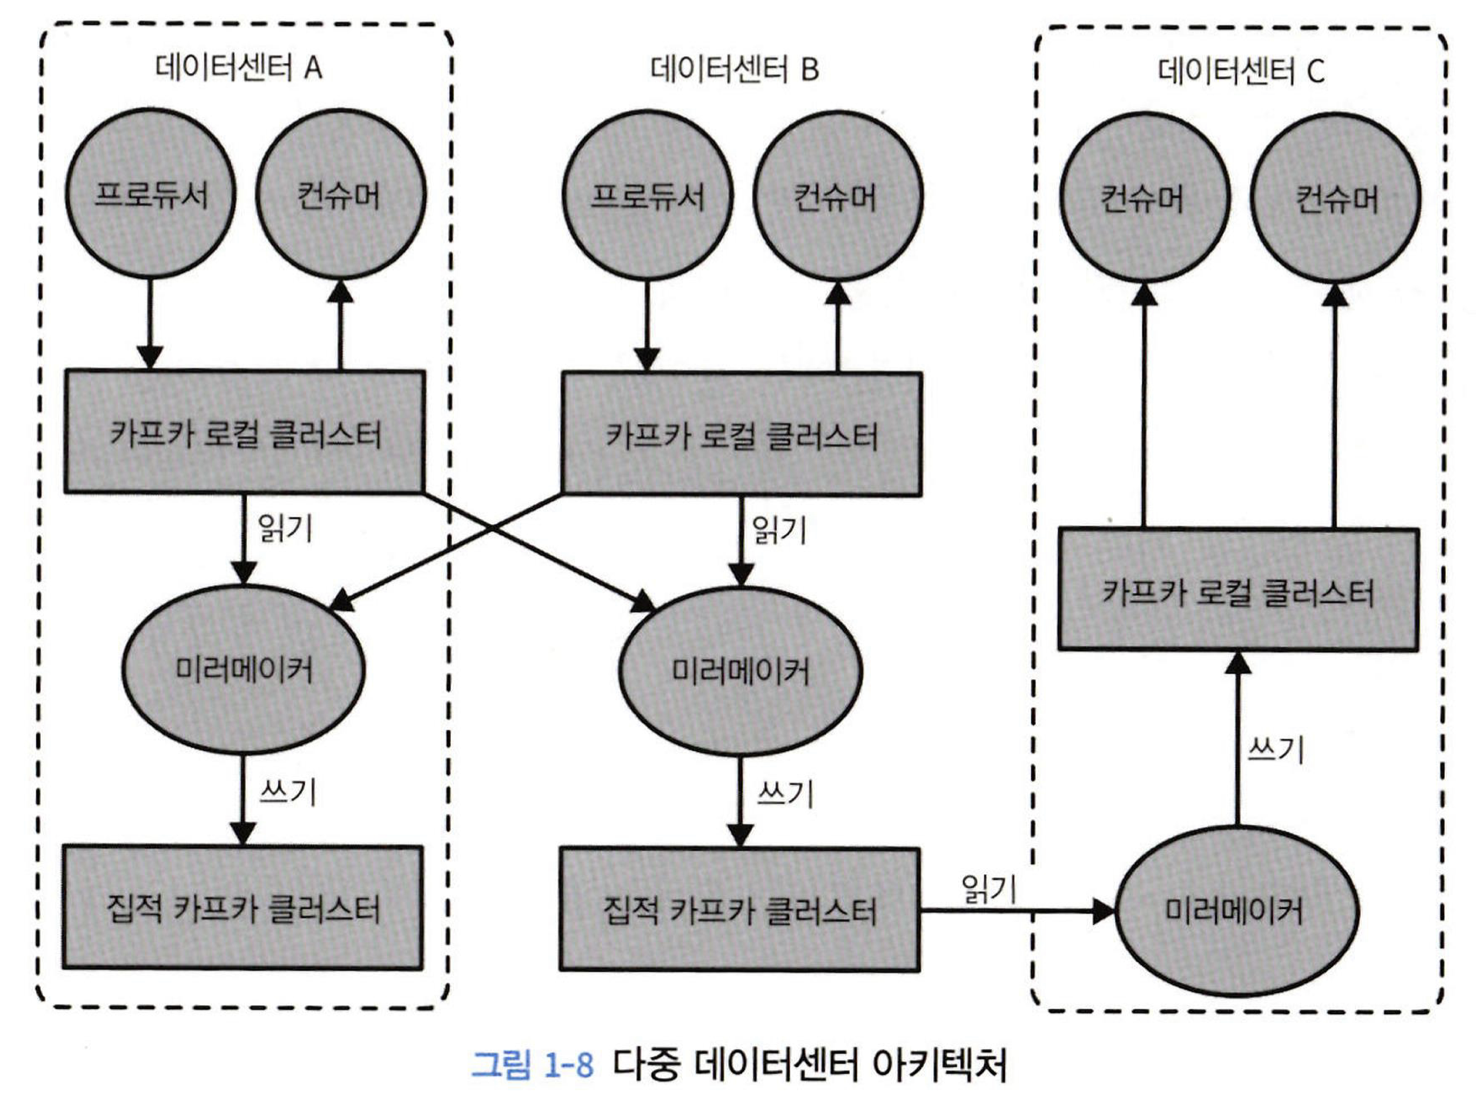 데이터센터 A
프로듀서
컨슈머
카프카 로컬 클러스터
읽기
미러메이커
쓰기
집적 카프카 클러스터
데이터센터 B
프로듀서
컨슈머
카프카 로컬 클러스터
읽기
미러메이커
쓰기
집적 카프카 클러스터
읽기
데이터센터 C
컨슈머
컨슈머
카프카 로컬 클러스터
쓰기
미러메이커
그림 1-8 다중 데이터센터 아키텍처